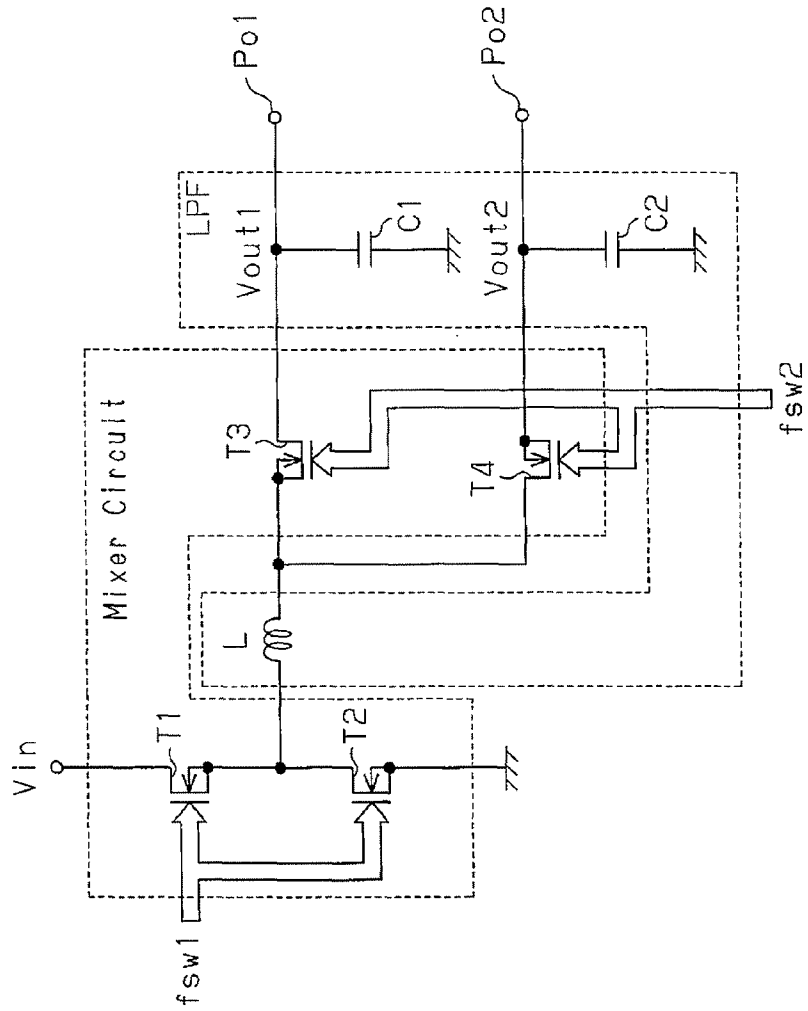 Vin
fsw1
T1
T2
Mixer Circuit
L
T3
T4
fsw2
LPF
Vout1
C1
Vout2
C2
Po1
Po2